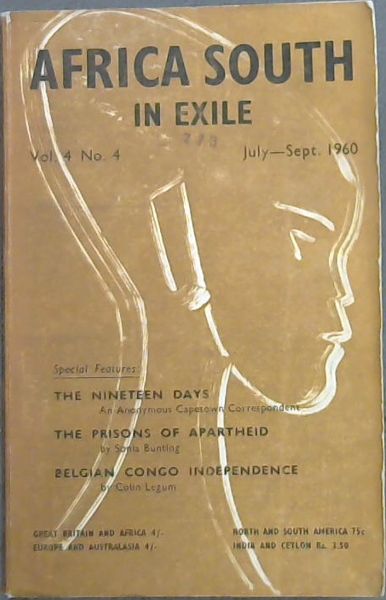 AFRICA SOUTH
IN EXILE
Vol. 4 No. 4 July—Sept. 1960
Special Features:
THE NINETEEN DAYS
An Anonymous Capetown Correspondent
THE PRISONS OF APARTHEID
by Sonia Bunting
BELGIAN CONGO INDEPENDENCE
by Colin Legum
GREAT BRITAIN AND AFRICA 4/- NORTH AND SOUTH AMERICA 75c
EUROPE AND AUSTRALASIA 4/- INDIA AND CEYLON Rs. 3.50